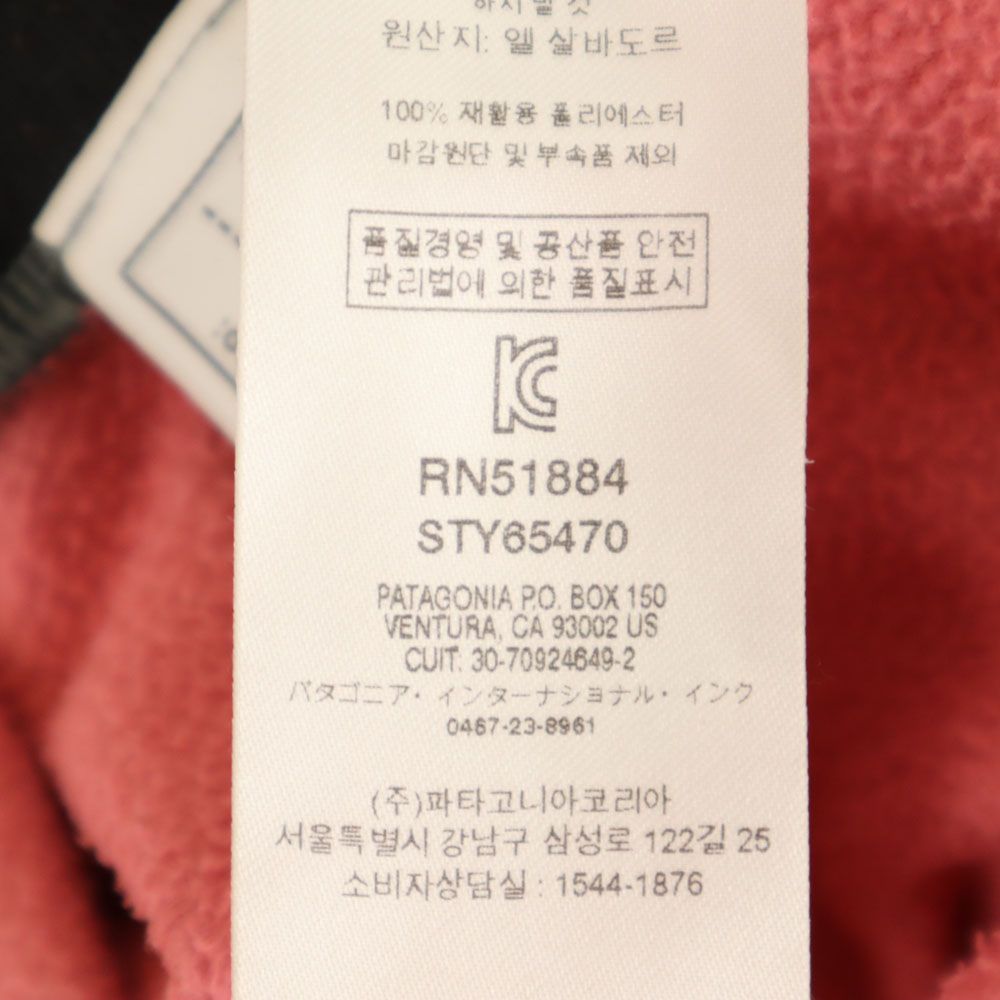 하지말 것
원산지: 엘 살바도르
100% 재활용 폴리에스터
마감원단 및 부속품 제외
품질경영 및 공산품 안전
관리법에 의한 품질표시
KC
RN51884
STY65470
PATAGONIA P.O. BOX 150
VENTURA, CA 93002 US
CUIT: 30-70924649-2
パタゴニア・インターナショナル・インク
0467-23-8961
(주)파타고니아코리아
서울특별시 강남구 삼성로 122길 25
소비자상담실 : 1544-1876